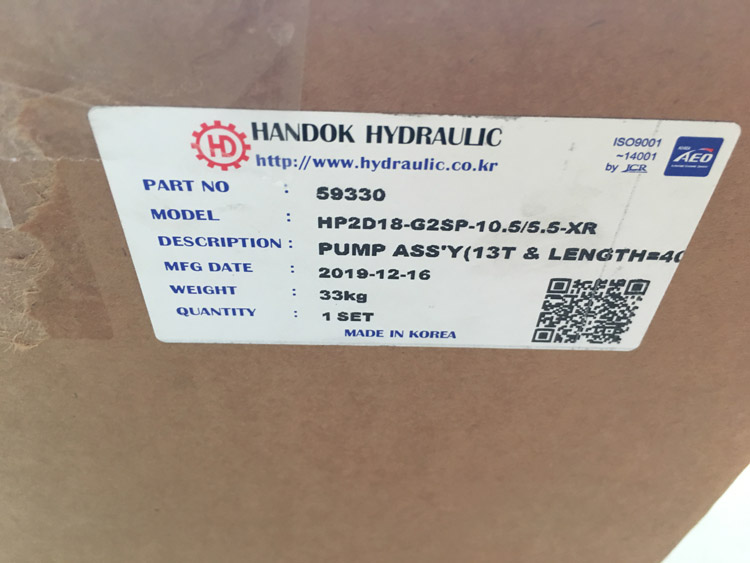 HD HANDOK HYDRAULIC
http://www.hydraulic.co.kr
ISO9001
~14001
by JCR
AEO
PART NO : 59330
MODEL : HP2D18-G2SP-10.5/5.5-XR
DESCRIPTION : PUMP ASS'Y(13T & LENGTH=40
MFG DATE : 2019-12-16
WEIGHT : 33kg
QUANTITY : 1 SET
MADE IN KOREA